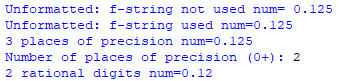 Unformatted: f-string not used num= 0.125
Unformatted: f-string used num=0.125
3 places of precision num=0.125
Number of places of precision (0+): 2
2 rational digits num=0.12